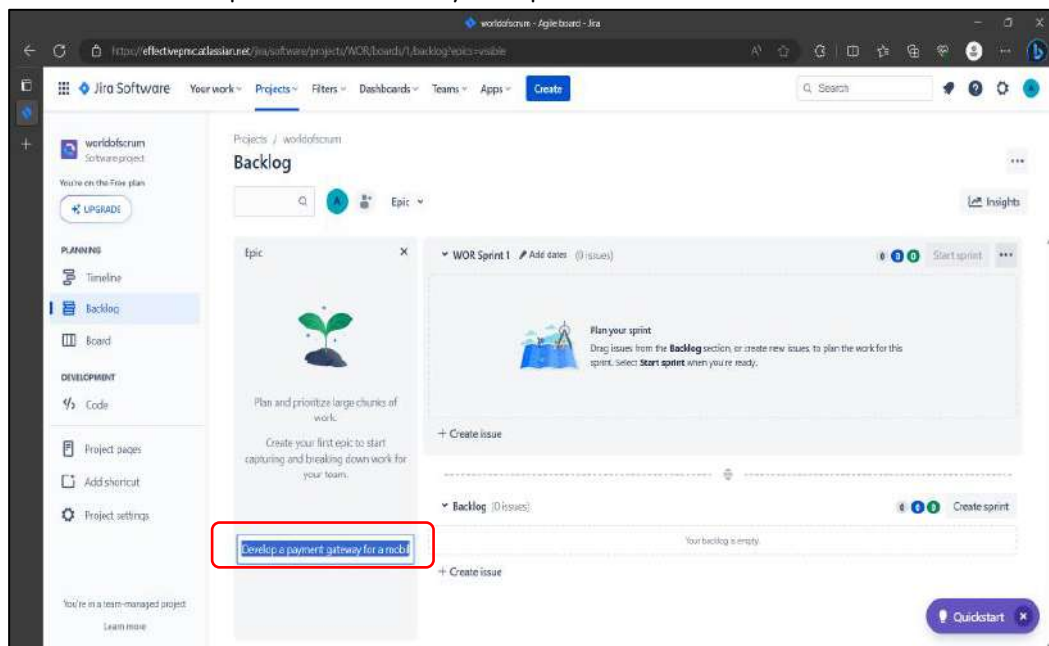 worldofscrum - Agile board - Jira
https://effectivepmc.atlassian.net/jira/software/projects/WOR/boards/1/backlog?epics=visible
Jira Software Your work Projects Filters Dashboards Teams Apps Create Search
worldofscrum
Software project
You're on the Free plan
UPGRADE
PLANNING
Timeline
Backlog
Board
DEVELOPMENT
Code
Project pages
Add shortcut
Project settings
You're in a team-managed project
Learn more
Projects / worldofscrum
Backlog
A Epic Insights
Epic
Plan and prioritize large chunks of
work.
Create your first epic to start
capturing and breaking down work for
your team.
Develop a payment gateway for a mobil
WOR Sprint 1 Add dates (0 issues) 0 0 0 Start sprint
Plan your sprint
Drag issues from the Backlog section, or create new issues, to plan the work for this
sprint. Select Start sprint when you're ready.
+ Create issue
Backlog (0 issues) 0 0 0 Create sprint
Your backlog is empty.
+ Create issue
Quickstart